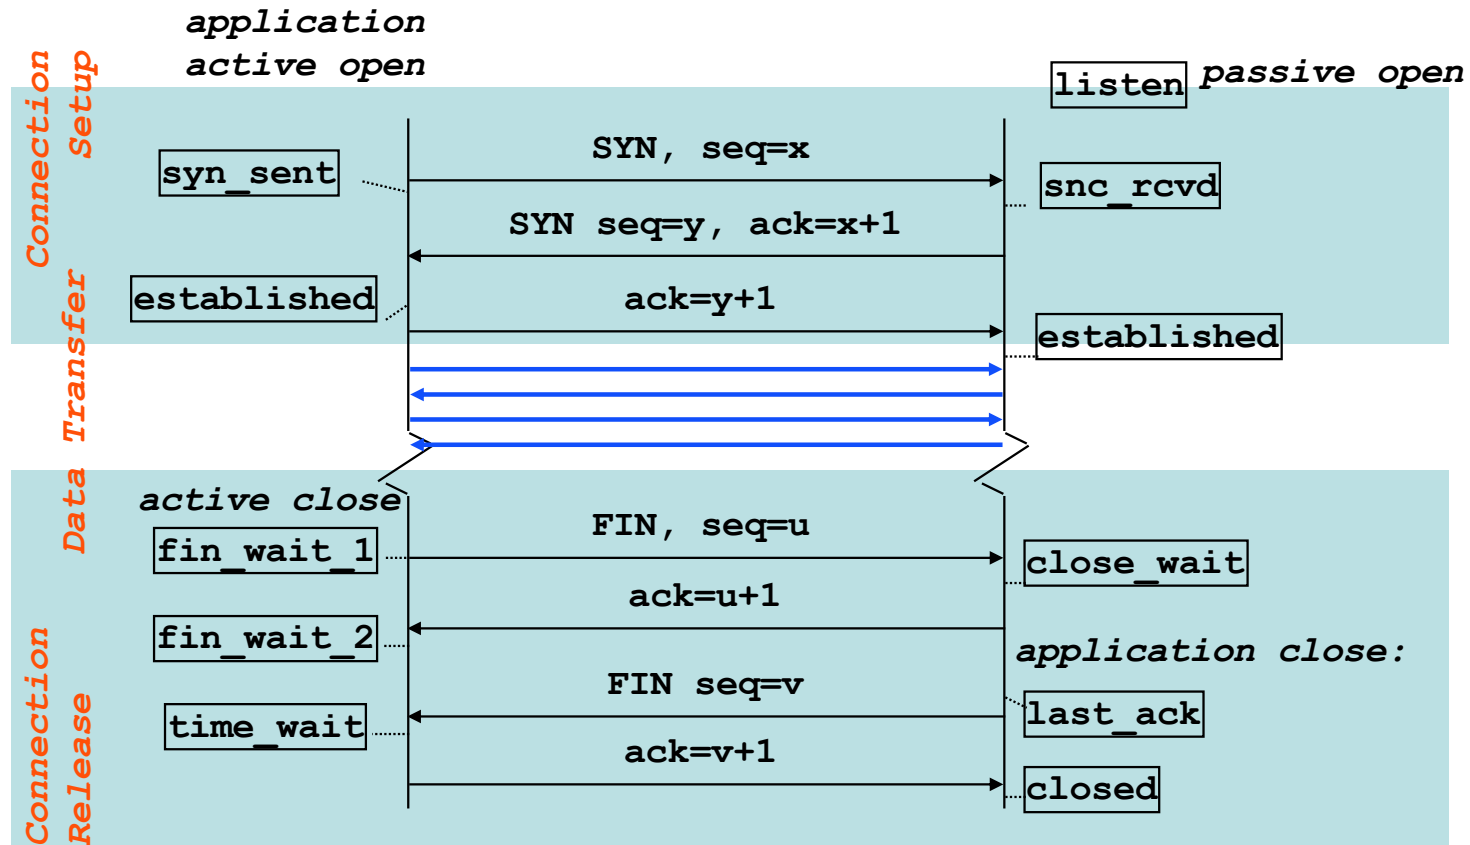 application
active open
listen passive open
Connection
Setup
SYN, seq=x
syn_sent
snc_rcvd
SYN seq=y, ack=x+1
established
ack=y+1
established
Data Transfer
active close
FIN, seq=u
fin_wait_1
close_wait
ack=u+1
fin_wait_2
application close:
FIN seq=v
time_wait
last_ack
ack=v+1
closed
Connection
Release